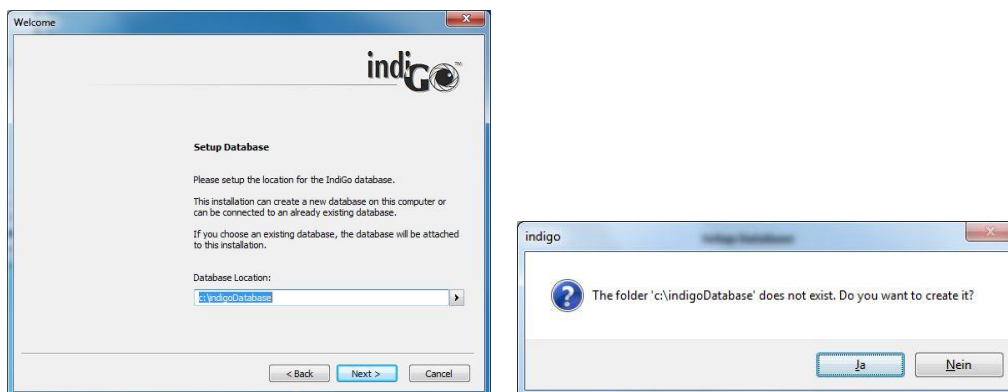 Welcome
indiGO™
Setup Database
Please setup the location for the IndiGo database.
This installation can create a new database on this computer or
can be connected to an already existing database.
If you choose an existing database, the database will be attached
to this installation.
Database Location:
c:\indigoDatabase
< Back
Next >
Cancel
indigo
Setup Database
The folder 'c:\indigoDatabase' does not exist. Do you want to create it?
Ja
Nein